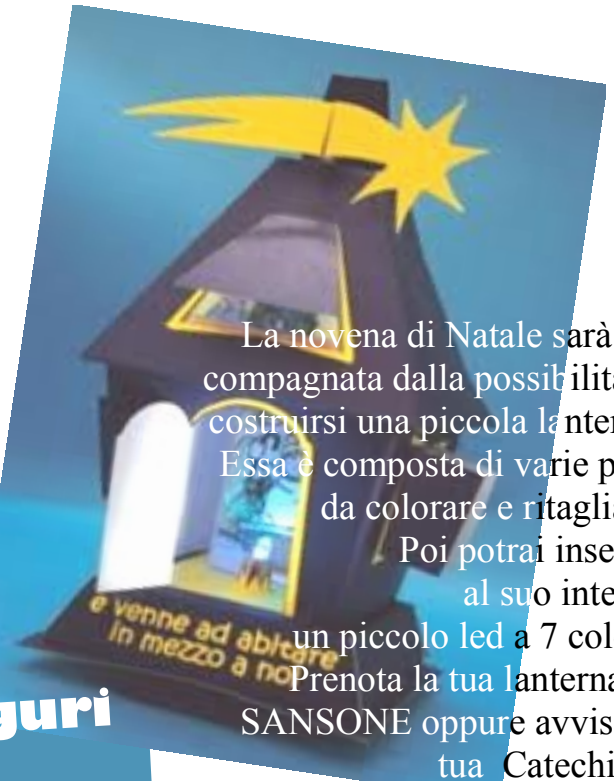 La novena di Natale sarà
compagnata dalla possibilità
costruirsi una piccola lanter
Essa è composta di varie p
da colorare e ritaglia
Poi potrai inse
al suo inte
un piccolo led a 7 col
Prenota la tua lanterna
SANSONE oppure avvis
tua Catechi
e venne ad abitare
in mezzo a noi
guri